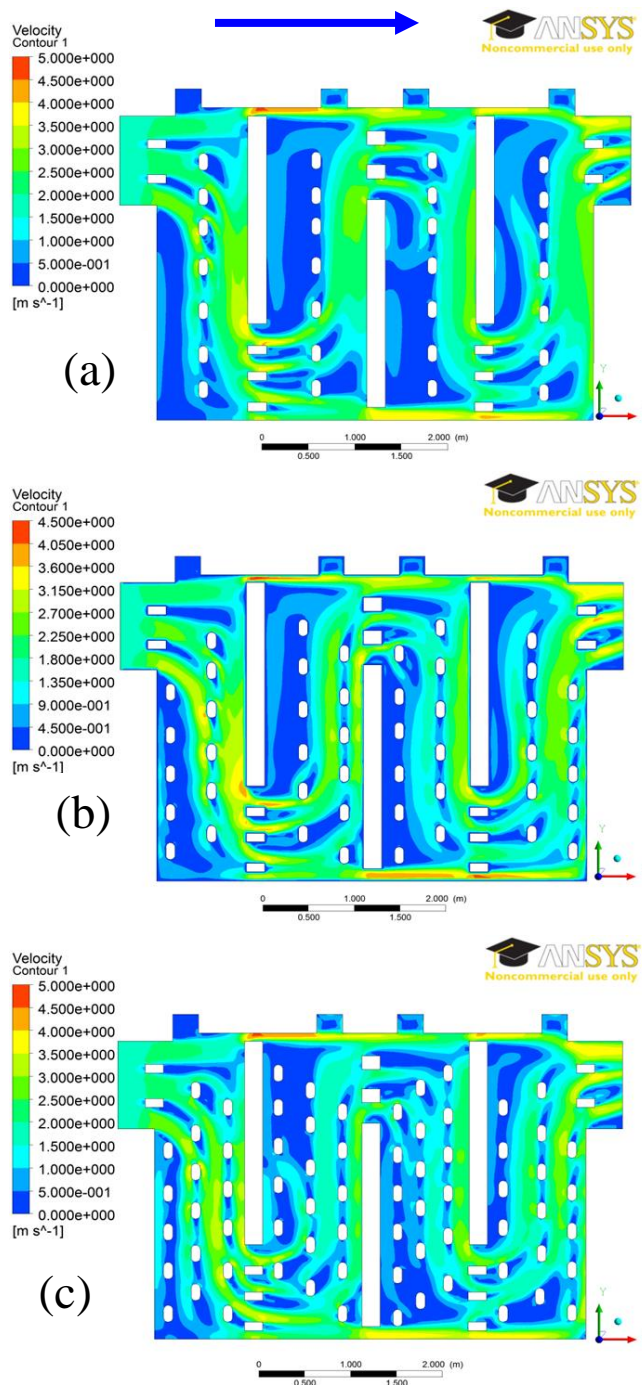 Velocity
Contour 1
5.000e+000
4.500e+000
4.000e+000
3.500e+000
3.000e+000
2.500e+000
2.000e+000
1.500e+000
1.000e+000
5.000e-001
0.000e+000
[m s^-1]
ANSYS
Noncommercial use only
(a)
Y
0 1.000 2.000 (m)
0.500 1.500
Velocity
Contour 1
4.500e+000
4.050e+000
3.600e+000
3.150e+000
2.700e+000
2.250e+000
1.800e+000
1.350e+000
9.000e-001
4.500e-001
0.000e+000
[m s^-1]
ANSYS
Noncommercial use only
(b)
Y
0 1.000 2.000 (m)
0.500 1.500
Velocity
Contour 1
5.000e+000
4.500e+000
4.000e+000
3.500e+000
3.000e+000
2.500e+000
2.000e+000
1.500e+000
1.000e+000
5.000e-001
0.000e+000
[m s^-1]
ANSYS
Noncommercial use only
(c)
Y
0 1.000 2.000 (m)
0.500 1.500